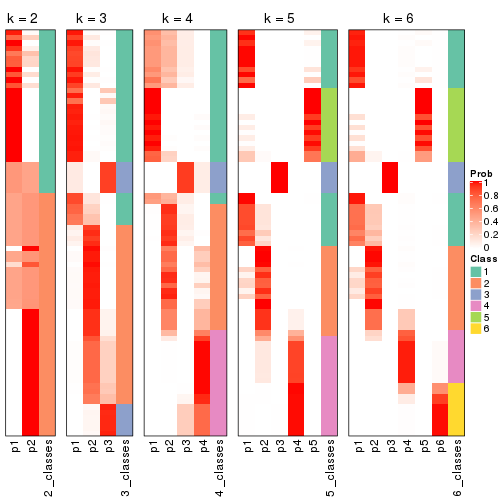 k = 2
k = 3
k = 4
k = 5
k = 6
p1
p2
2_classes
p1
p2
p3
3_classes
p1
p2
p3
p4
4_classes
p1
p2
p3
p4
p5
5_classes
p1
p2
p3
p4
p5
p6
6_classes
Prob
1
0.8
0.6
0.4
0.2
0
Class
1
2
3
4
5
6